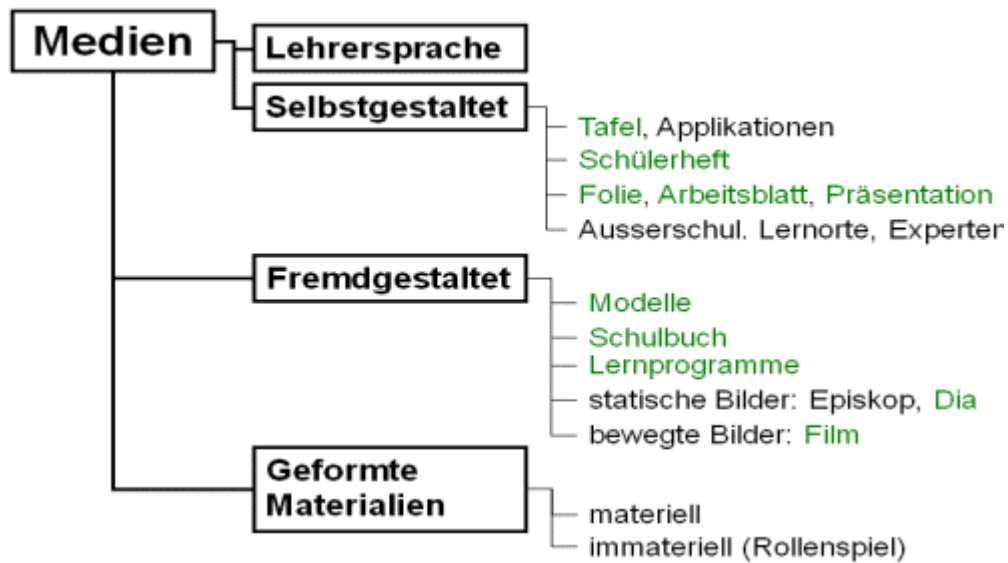 Medien
Lehrersprache
Selbstgestaltet
Tafel, Applikationen
Schülerheft
Folie, Arbeitsblatt, Präsentation
Ausserschul. Lernorte, Experten
Fremdgestaltet
Modelle
Schulbuch
Lernprogramme
statische Bilder: Episkop, Dia
bewegte Bilder: Film
Geformte
Materialien
materiell
immateriell (Rollenspiel)